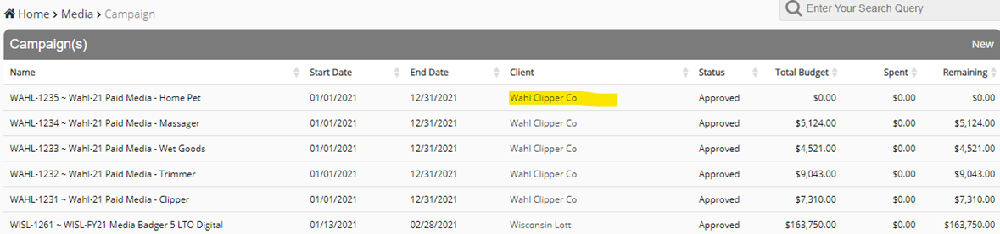 Home > Media > Campaign
Enter Your Search Query
Campaign(s) New
Name Start Date End Date Client Status Total Budget Spent Remaining
WAHL-1235 ~ Wahl-21 Paid Media - Home Pet 01/01/2021 12/31/2021 Wahl Clipper Co Approved $0.00 $0.00 $0.00
WAHL-1234 ~ Wahl-21 Paid Media - Massager 01/01/2021 12/31/2021 Wahl Clipper Co Approved $5,124.00 $0.00 $5,124.00
WAHL-1233 ~ Wahl-21 Paid Media - Wet Goods 01/01/2021 12/31/2021 Wahl Clipper Co Approved $4,521.00 $0.00 $4,521.00
WAHL-1232 ~ Wahl-21 Paid Media - Trimmer 01/01/2021 12/31/2021 Wahl Clipper Co Approved $9,043.00 $0.00 $9,043.00
WAHL-1231 ~ Wahl-21 Paid Media - Clipper 01/01/2021 12/31/2021 Wahl Clipper Co Approved $7,310.00 $0.00 $7,310.00
WISL-1261 ~ WISL-FY21 Media Badger 5 LTO Digital 01/13/2021 02/28/2021 Wisconsin Lott Approved $163,750.00 $0.00 $163,750.00